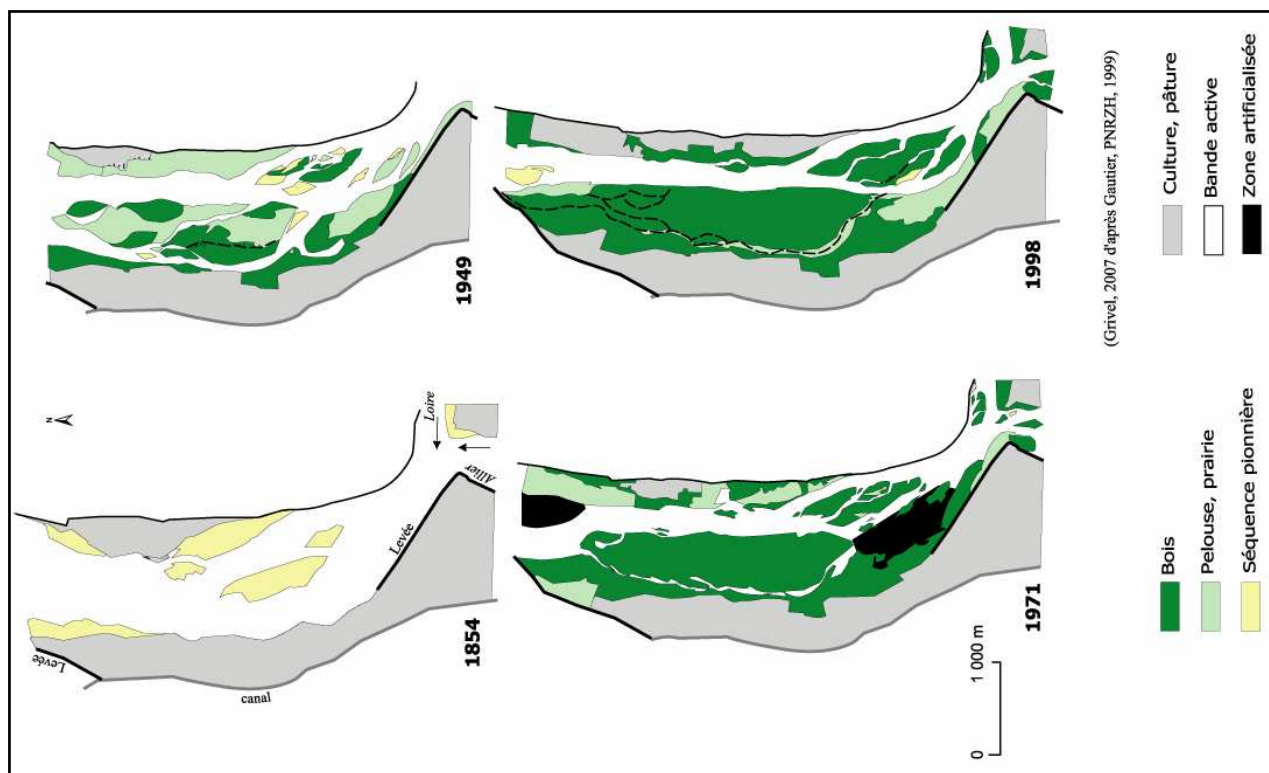 N
Loire
Allier
Levée
Levée
canal
1854
1949
1971
1998
0 1 000 m
(Grivel, 2007 d'après Gautier, PNRZH, 1999)
Bois
Pelouse, prairie
Séquence pionnière
Culture, pâture
Bande active
Zone artificialisée